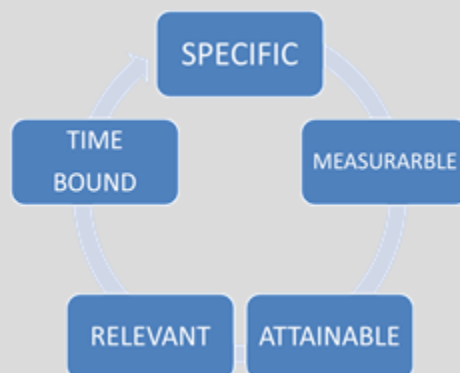 SPECIFIC
MEASURARBLE
ATTAINABLE
RELEVANT
TIME
BOUND